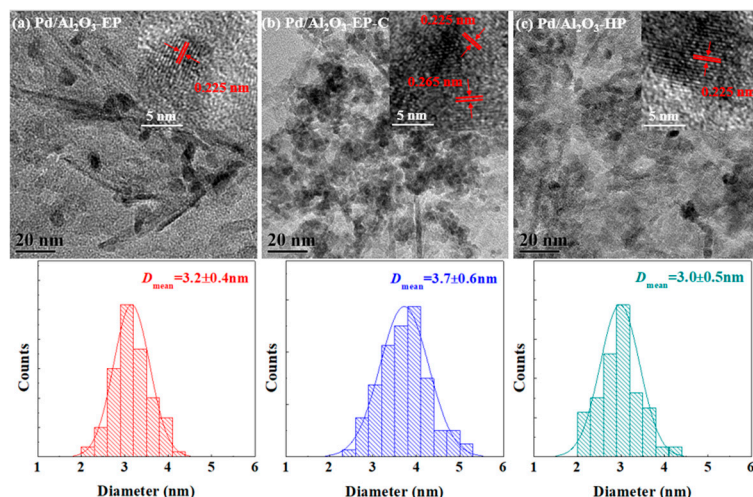 (a) Pd/Al₂O₃-EP
0.225 nm
5 nm
20 nm
(b) Pd/Al₂O₃-EP-C
0.225 nm
0.265 nm
5 nm
20 nm
(c) Pd/Al₂O₃-HP
0.225 nm
5 nm
20 nm
D mean=3.2±0.4nm
Counts
1 2 3 4 5 6
Diameter (nm)
D mean=3.7±0.6nm
Counts
1 2 3 4 5 6
Diameter (nm)
D mean=3.0±0.5nm
Counts
1 2 3 4 5 6
Diameter (nm)